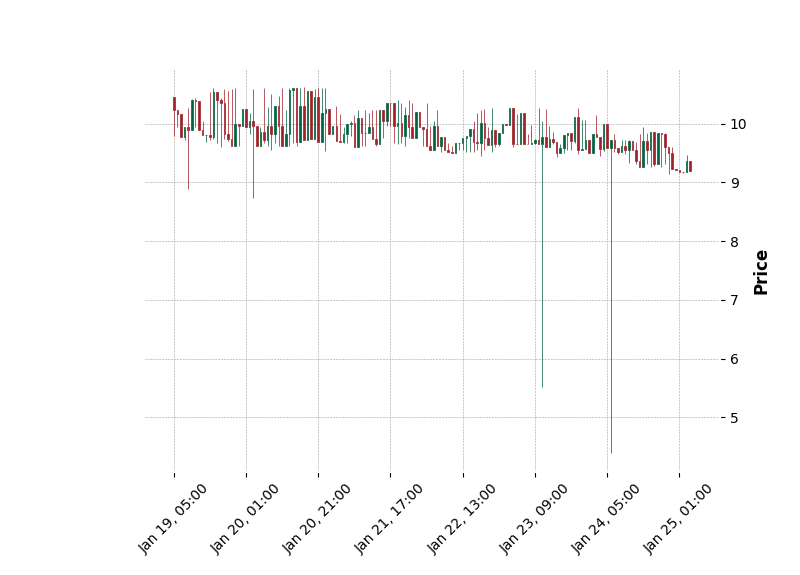 10
9
8
7
6
5
Price
Jan 19, 05:00
Jan 20, 01:00
Jan 20, 21:00
Jan 21, 17:00
Jan 22, 13:00
Jan 23, 09:00
Jan 24, 05:00
Jan 25, 01:00